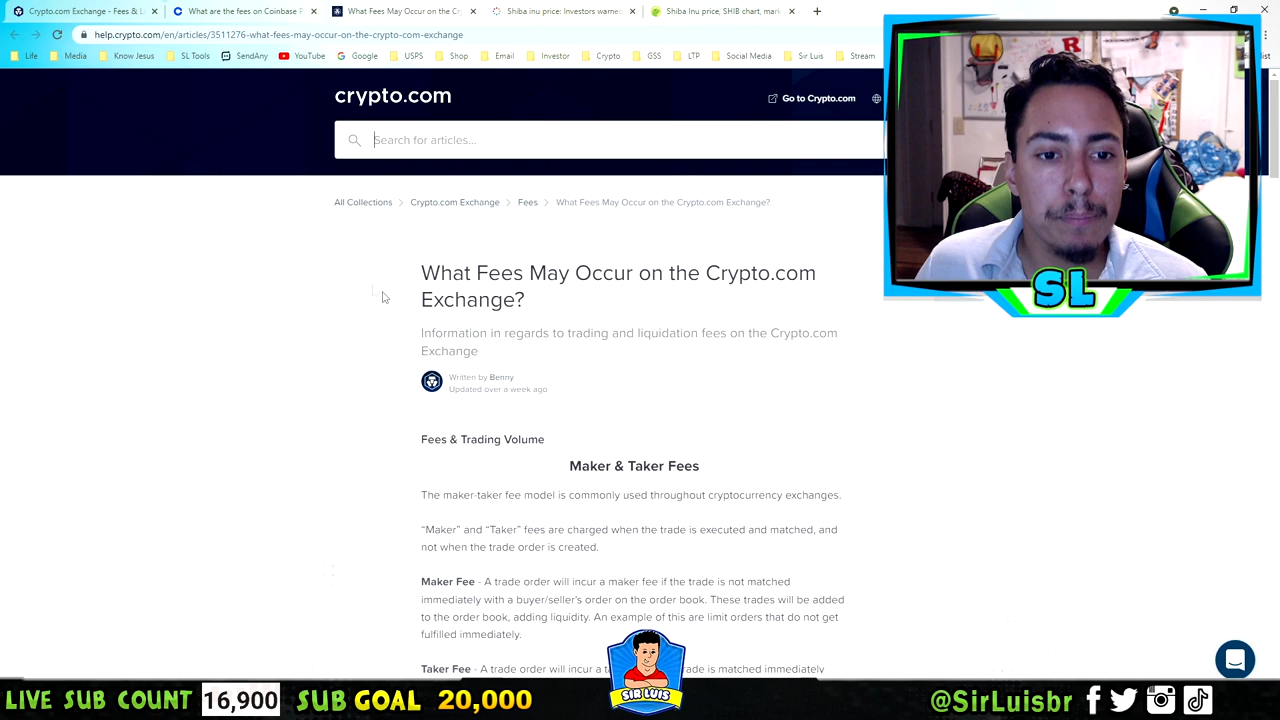 Crypto.com Exchange - Fees & L
What are the fees on Coinbase P
What Fees May Occur on the Cry
Shiba inu price: Investors warned
Shiba Inu price, SHIB chart, mark
help.crypto.com/en/articles/3511276-what-fees-may-occur-on-the-crypto-com-exchange
Life
Media
Know Jesus
SL Tools
SendAny
YouTube
Google
USPS
Shop
Email
Investor
Crypto
GSS
LTP
Social Media
Sir Luis
Stream
list
crypto.com
Go to Crypto.com
Search for articles...
All Collections > Crypto.com Exchange > Fees > What Fees May Occur on the Crypto.com Exchange?
What Fees May Occur on the Crypto.com
Exchange?
Information in regards to trading and liquidation fees on the Crypto.com
Exchange
Written by Benny
Updated over a week ago
Fees & Trading Volume
Maker & Taker Fees
The maker-taker fee model is commonly used throughout cryptocurrency exchanges.
“Maker” and “Taker” fees are charged when the trade is executed and matched, and
not when the trade order is created.
Maker Fee - A trade order will incur a maker fee if the trade is not matched
immediately with a buyer/seller's order on the order book. These trades will be added
to the order book, adding liquidity. An example of this are limit orders that do not get
fulfilled immediately.
Taker Fee - A trade order will incur a ta rade is matched immediately
SL
SIR LUIS
LIVE SUB COUNT 16,900 SUB GOAL 20,000
@SirLuisbr